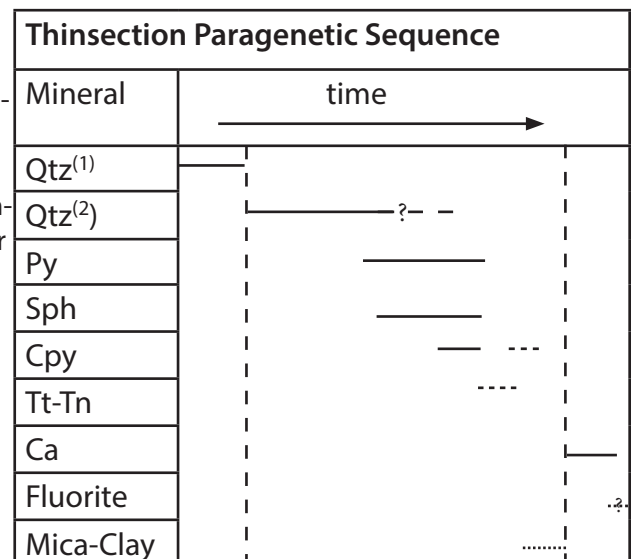 Thinsection Paragenetic Sequence
Mineral time
Qtz(1)
Qtz(2) ?
Py
Sph
Cpy
Tt-Tn
Ca
Fluorite ?
Mica-Clay